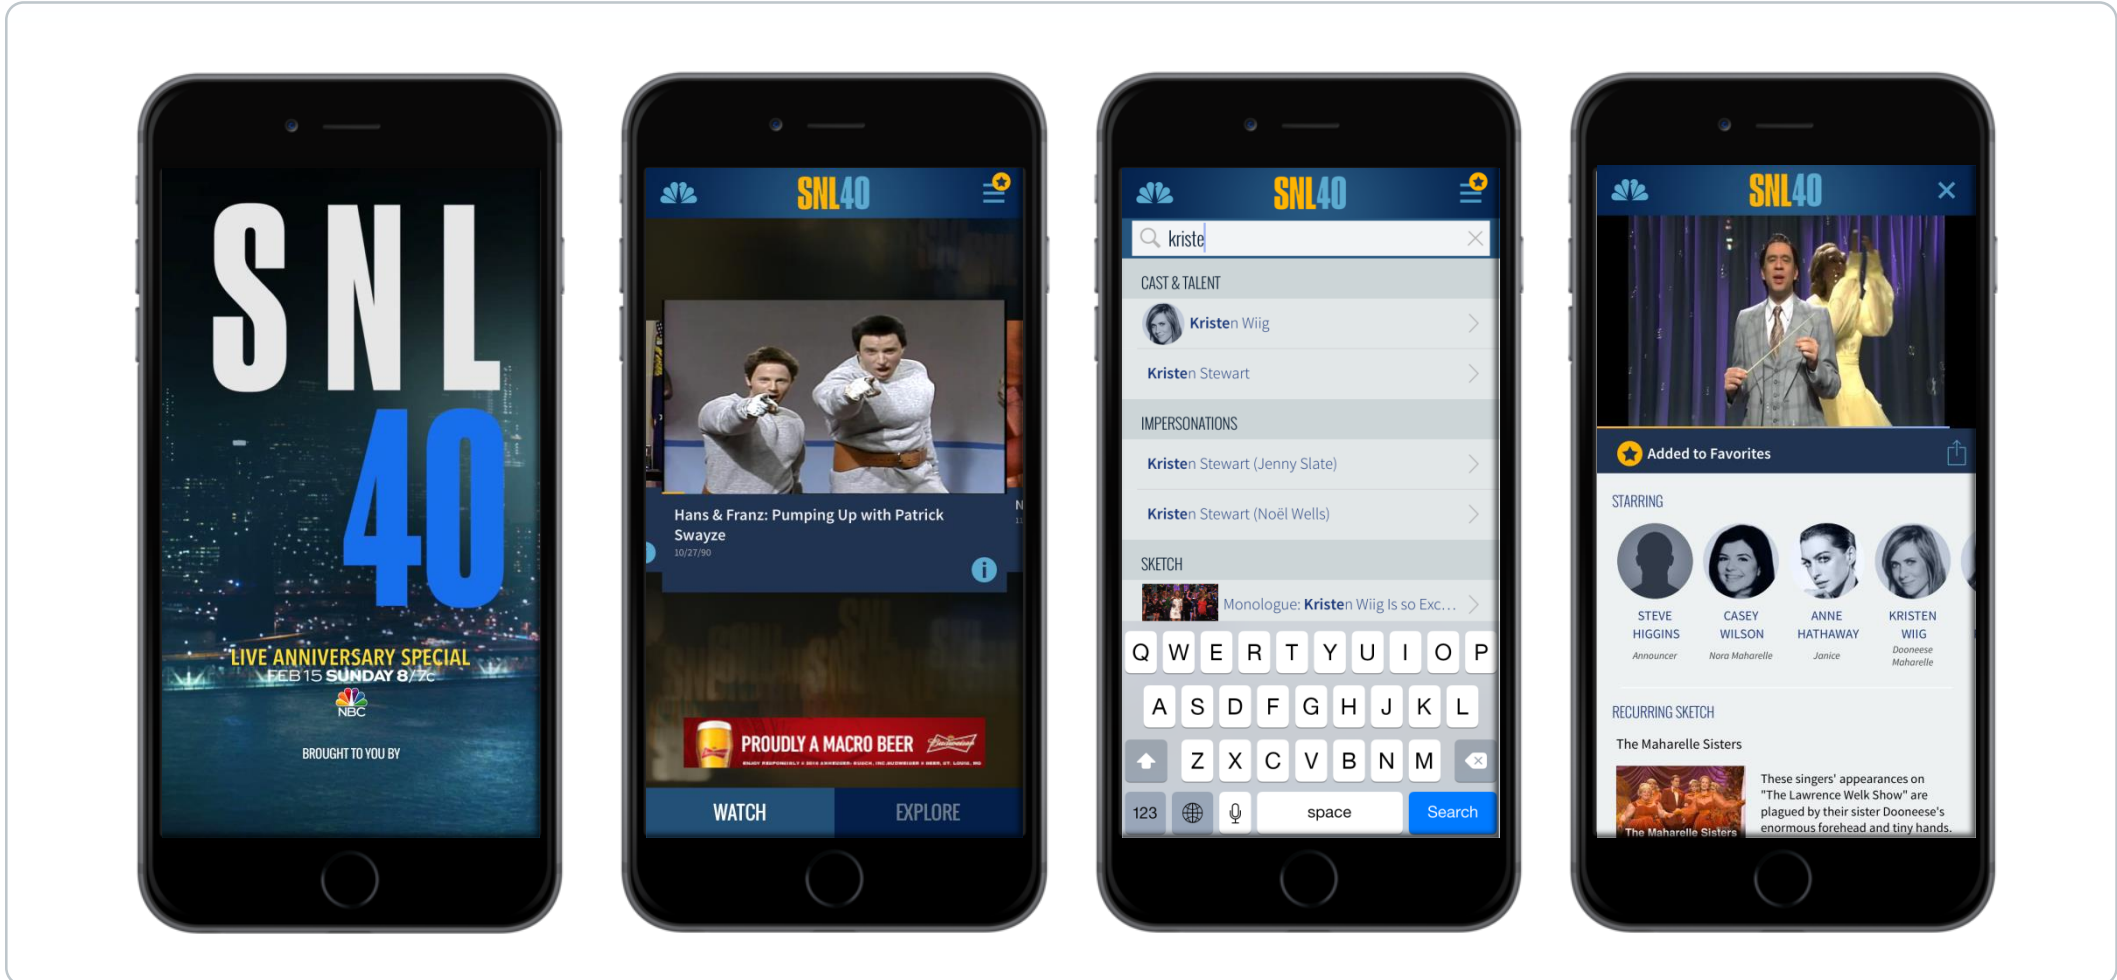 SNL
40
LIVE ANNIVERSARY SPECIAL
FEB 15 SUNDAY 8/7c
NBC
BROUGHT TO YOU BY
SNL40
Hans & Franz: Pumping Up with Patrick
Swayze
10/27/90
N
i
PROUDLY A MACRO BEER Budweiser
WATCH EXPLORE
SNL40
kriste
CAST & TALENT
Kristen Wiig
Kristen Stewart
IMPERSONATIONS
Kristen Stewart (Jenny Slate)
Kristen Stewart (Noël Wells)
SKETCH
Monologue: Kristen Wiig Is so Exc...
Q W E R T Y U I O P
A S D F G H J K L
Z X C V B N M
123 space Search
SNL40
Added to Favorites
STARRING
STEVE HIGGINS
Announcer
CASEY WILSON
Nora Maharelle
ANNE HATHAWAY
Janice
KRISTEN WIIG
Dooneese Maharelle
RECURRING SKETCH
The Maharelle Sisters
The Maharelle Sisters
These singers' appearances on
"The Lawrence Welk Show" are
plagued by their sister Dooneese's
enormous forehead and tiny hands.